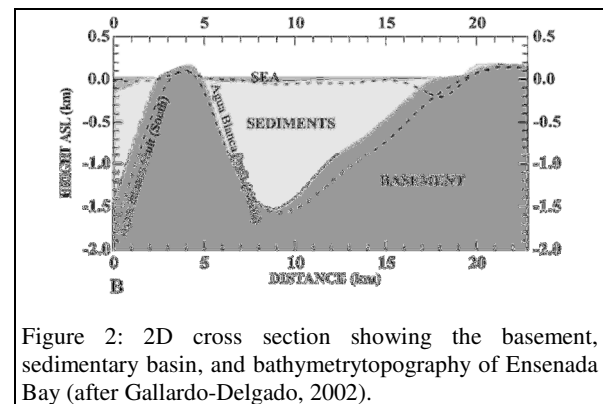 0 5 10 15 20
0.5 0.5
0.0 0.0
-0.5 -0.5
-1.0 -1.0
-1.5 -1.5
-2.0 -2.0
HEIGHT ASL (km)
SEA
SEDIMENTS
BASEMENT
Agua Blanca
(South)
0 5 10 15 20
B DISTANCE (km)
Figure 2: 2D cross section showing the basement,
sedimentary basin, and bathymetrytopography of Ensenada
Bay (after Gallardo-Delgado, 2002).